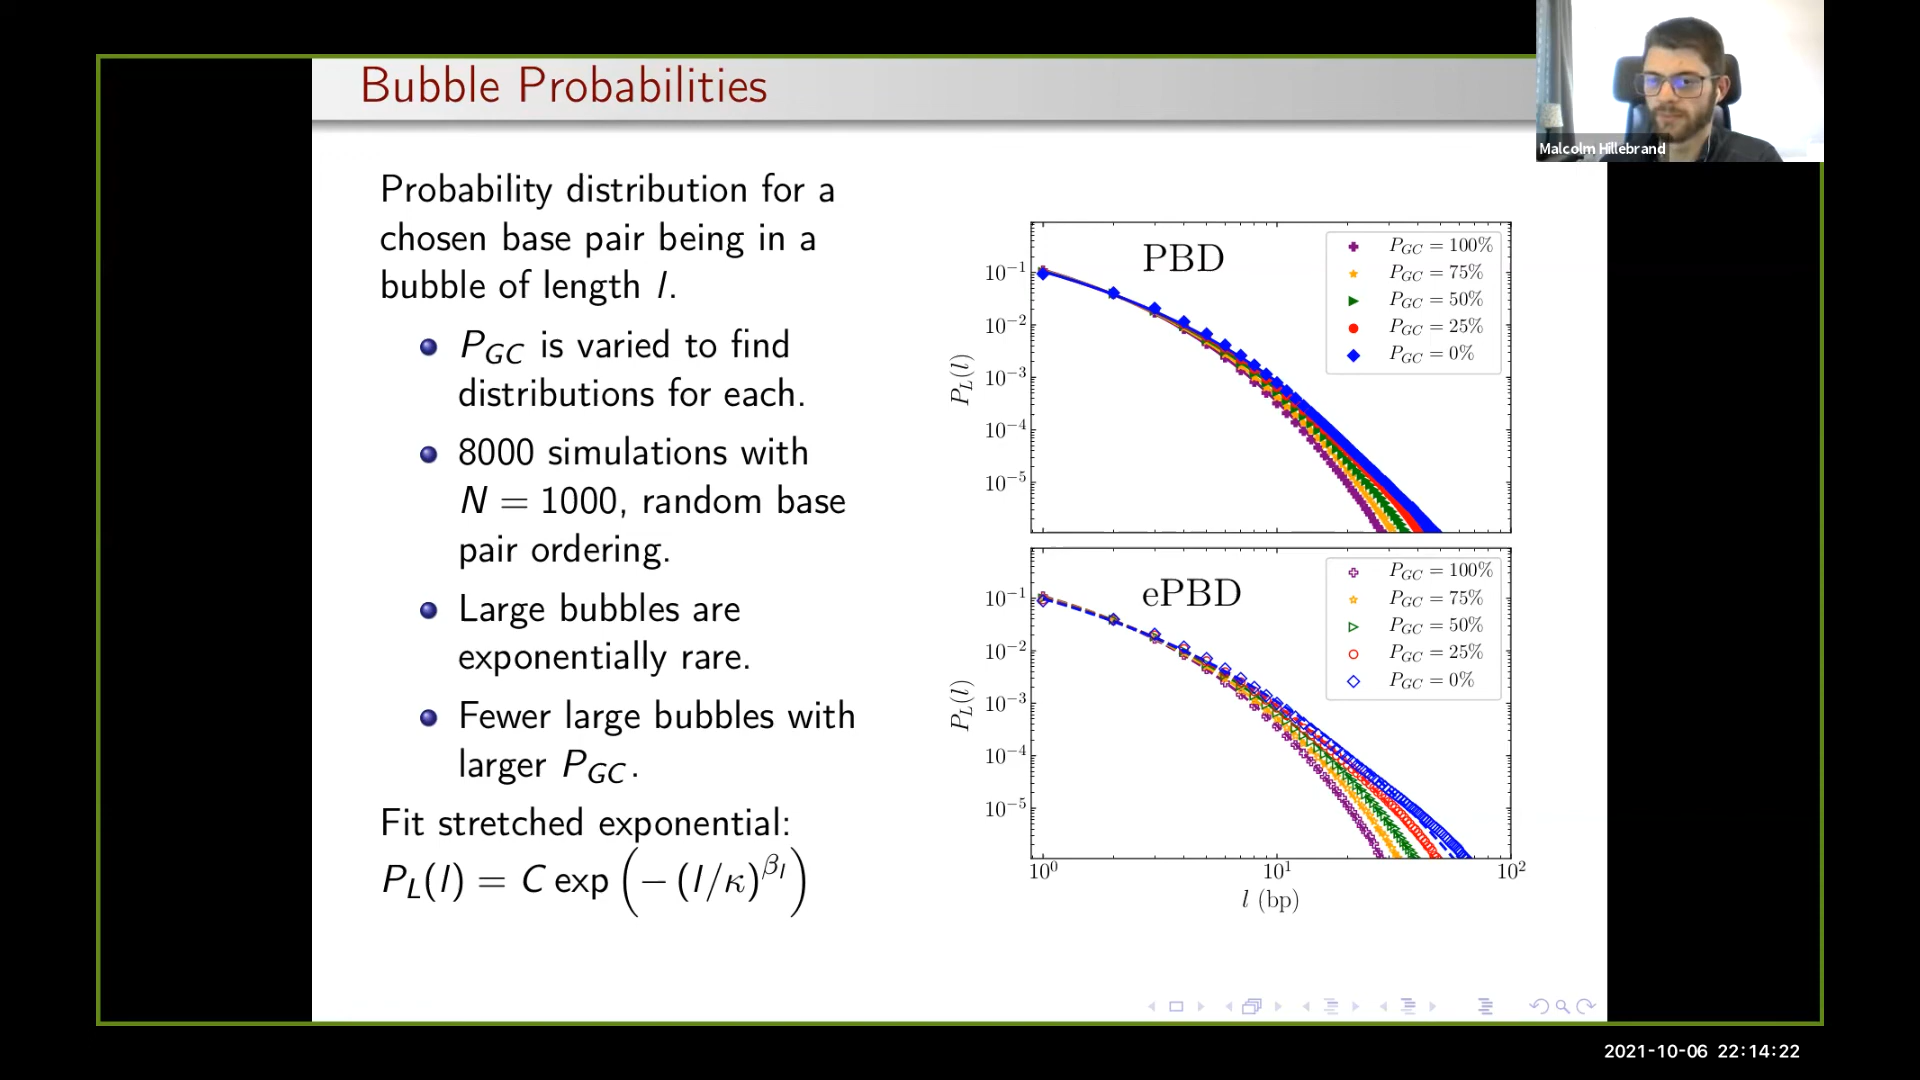 Bubble Probabilities
Malcolm Hillebrand
Probability distribution for a
chosen base pair being in a
bubble of length l.
P_GC is varied to find
distributions for each.
8000 simulations with
N = 1000, random base
pair ordering.
Large bubbles are
exponentially rare.
Fewer large bubbles with
larger P_GC.
Fit stretched exponential:
P_L(l) = C exp(−(l/κ)^β_l)
PBD
P_GC = 100%
P_GC = 75%
P_GC = 50%
P_GC = 25%
P_GC = 0%
P_L(l)
10^−1
10^−2
10^−3
10^−4
10^−5
ePBD
P_GC = 100%
P_GC = 75%
P_GC = 50%
P_GC = 25%
P_GC = 0%
P_L(l)
10^−1
10^−2
10^−3
10^−4
10^−5
10^0 10^1 10^2
l (bp)
2021-10-06 22:14:22